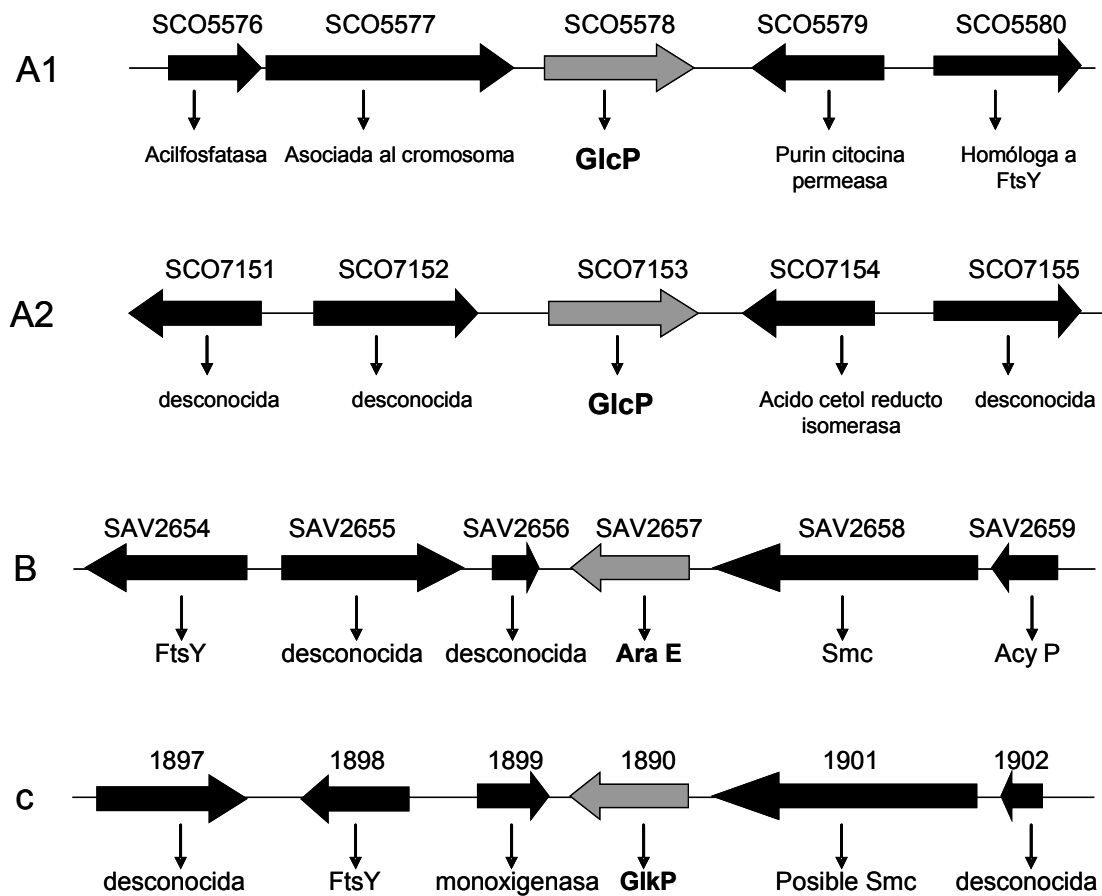 SCO5576 SCO5577 SCO5578 SCO5579 SCO5580
A1
Acilfosfatasa Asociada al cromosoma GlcP Purin citocina permeasa Homóloga a FtsY
SCO7151 SCO7152 SCO7153 SCO7154 SCO7155
A2
desconocida desconocida GlcP Acido cetol reducto isomerasa desconocida
SAV2654 SAV2655 SAV2656 SAV2657 SAV2658 SAV2659
B
FtsY desconocida desconocida Ara E Smc Acy P
1897 1898 1899 1890 1901 1902
c
desconocida FtsY monoxigenasa GlkP Posible Smc desconocida